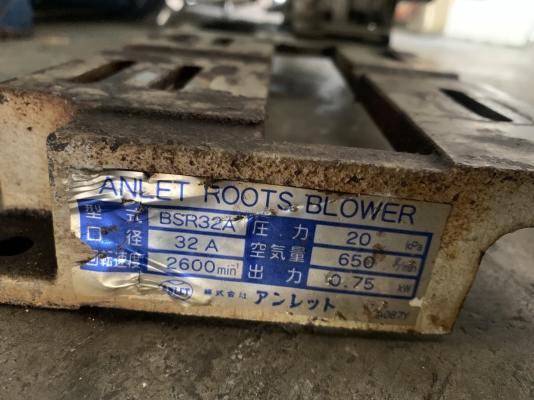 ANLET ROOTS BLOWER
型式 BSR32A 圧力 20 kPa
口径 32 A 空気量 650 ℓ/min
回転速度 2600 min⁻¹ 出力 0.75 kW
ANLET 株式会社 アンレット